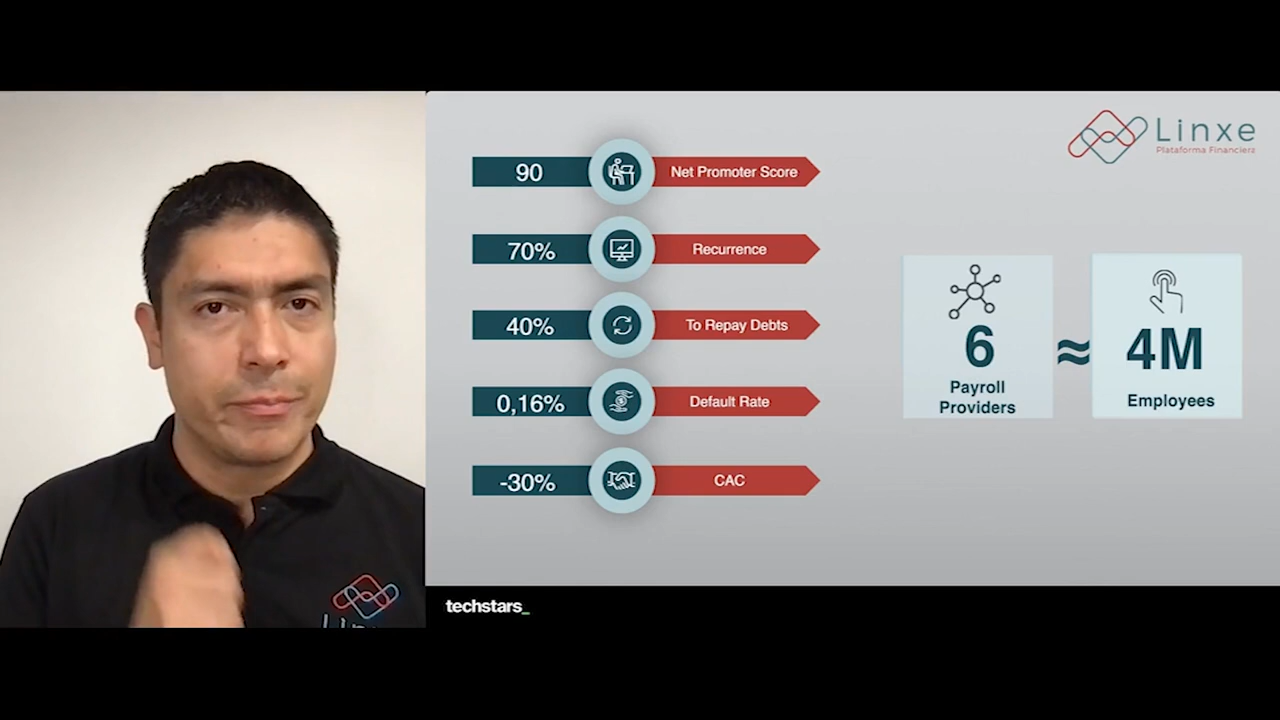 Linxe
Plataforma Financiera
90
Net Promoter Score
70%
Recurrence
40%
To Repay Debts
0,16%
Default Rate
-30%
CAC
6
Payroll
Providers
≈
4M
Employees
techstars_